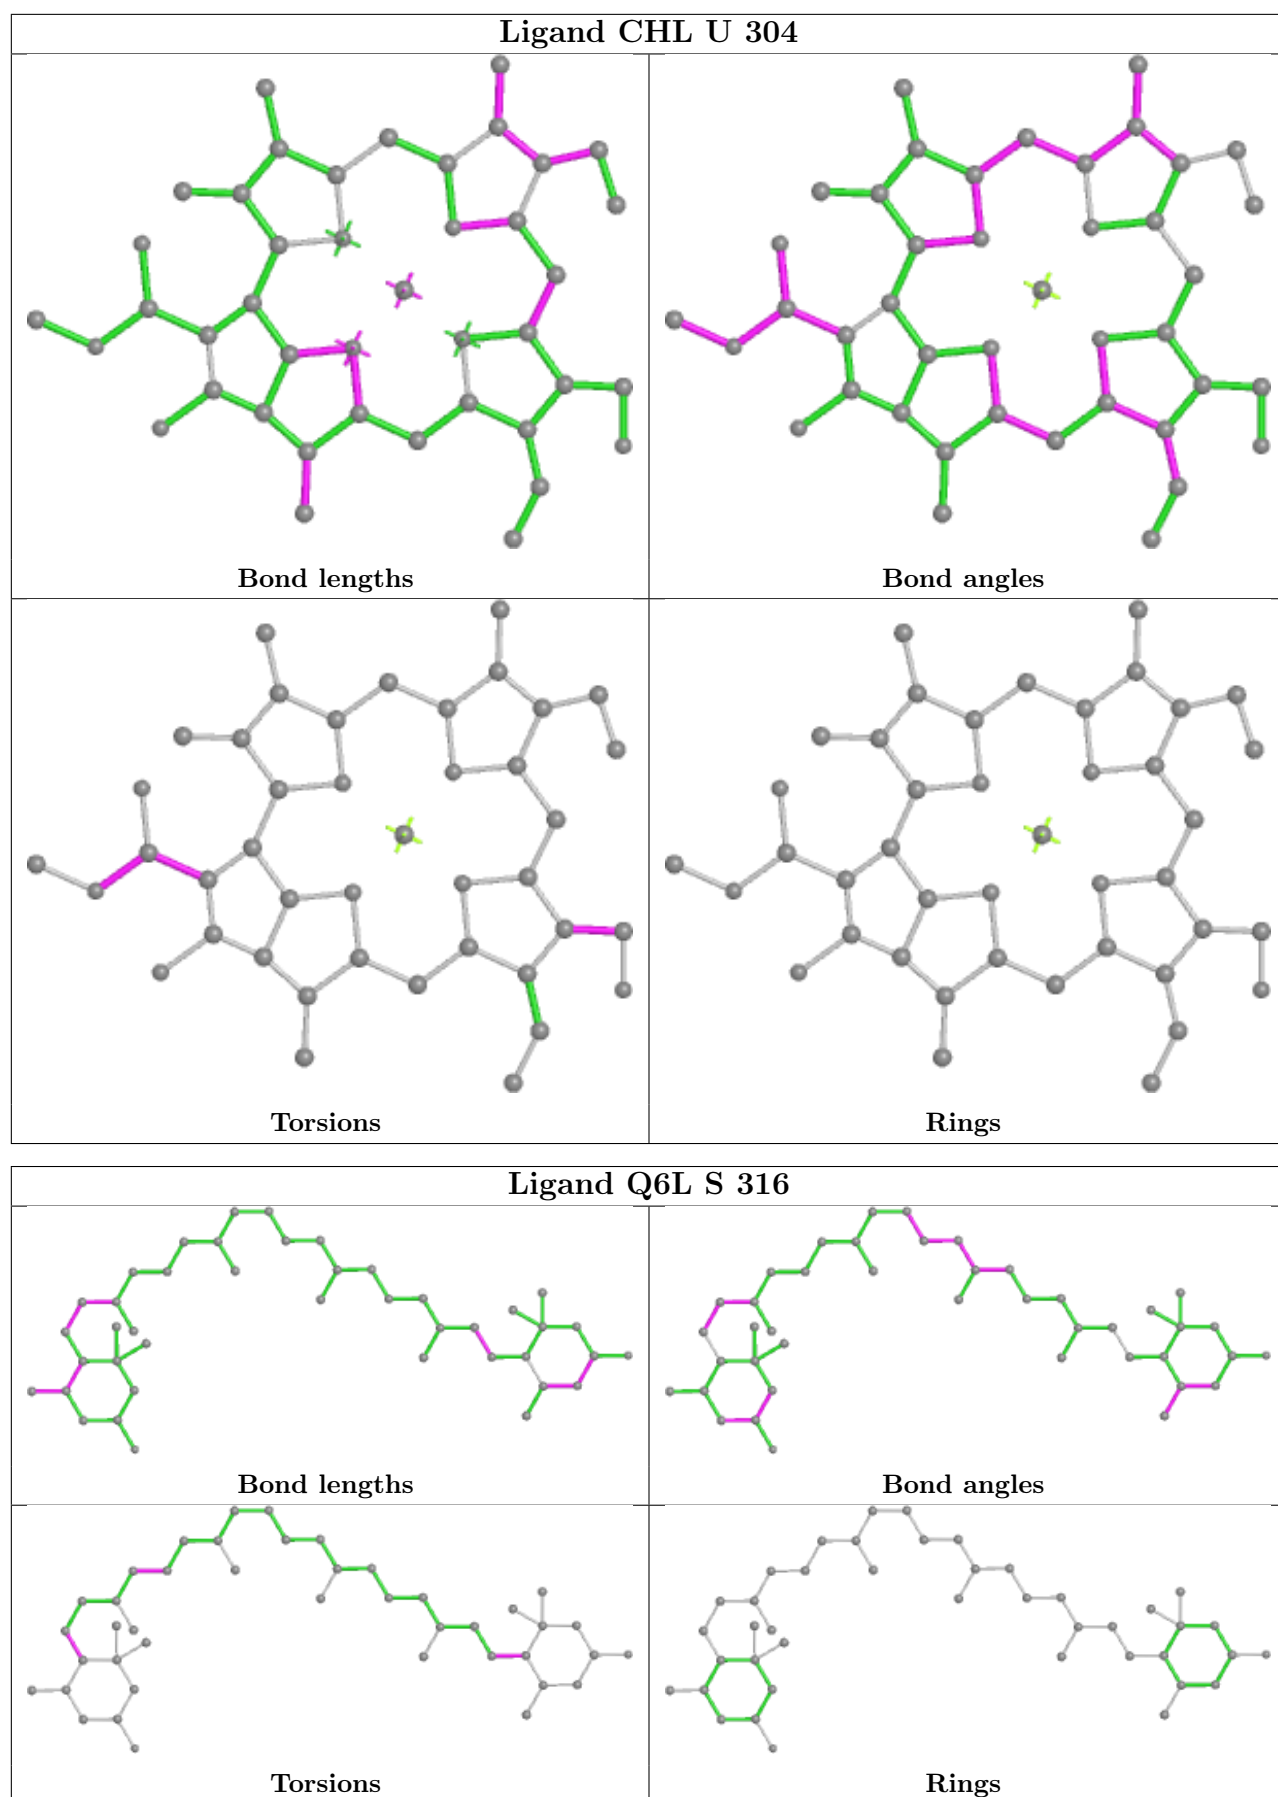 Ligand CHL U 304
Bond lengths
Bond angles
Torsions
Rings
Ligand Q6L S 316
Bond lengths
Bond angles
Torsions
Rings